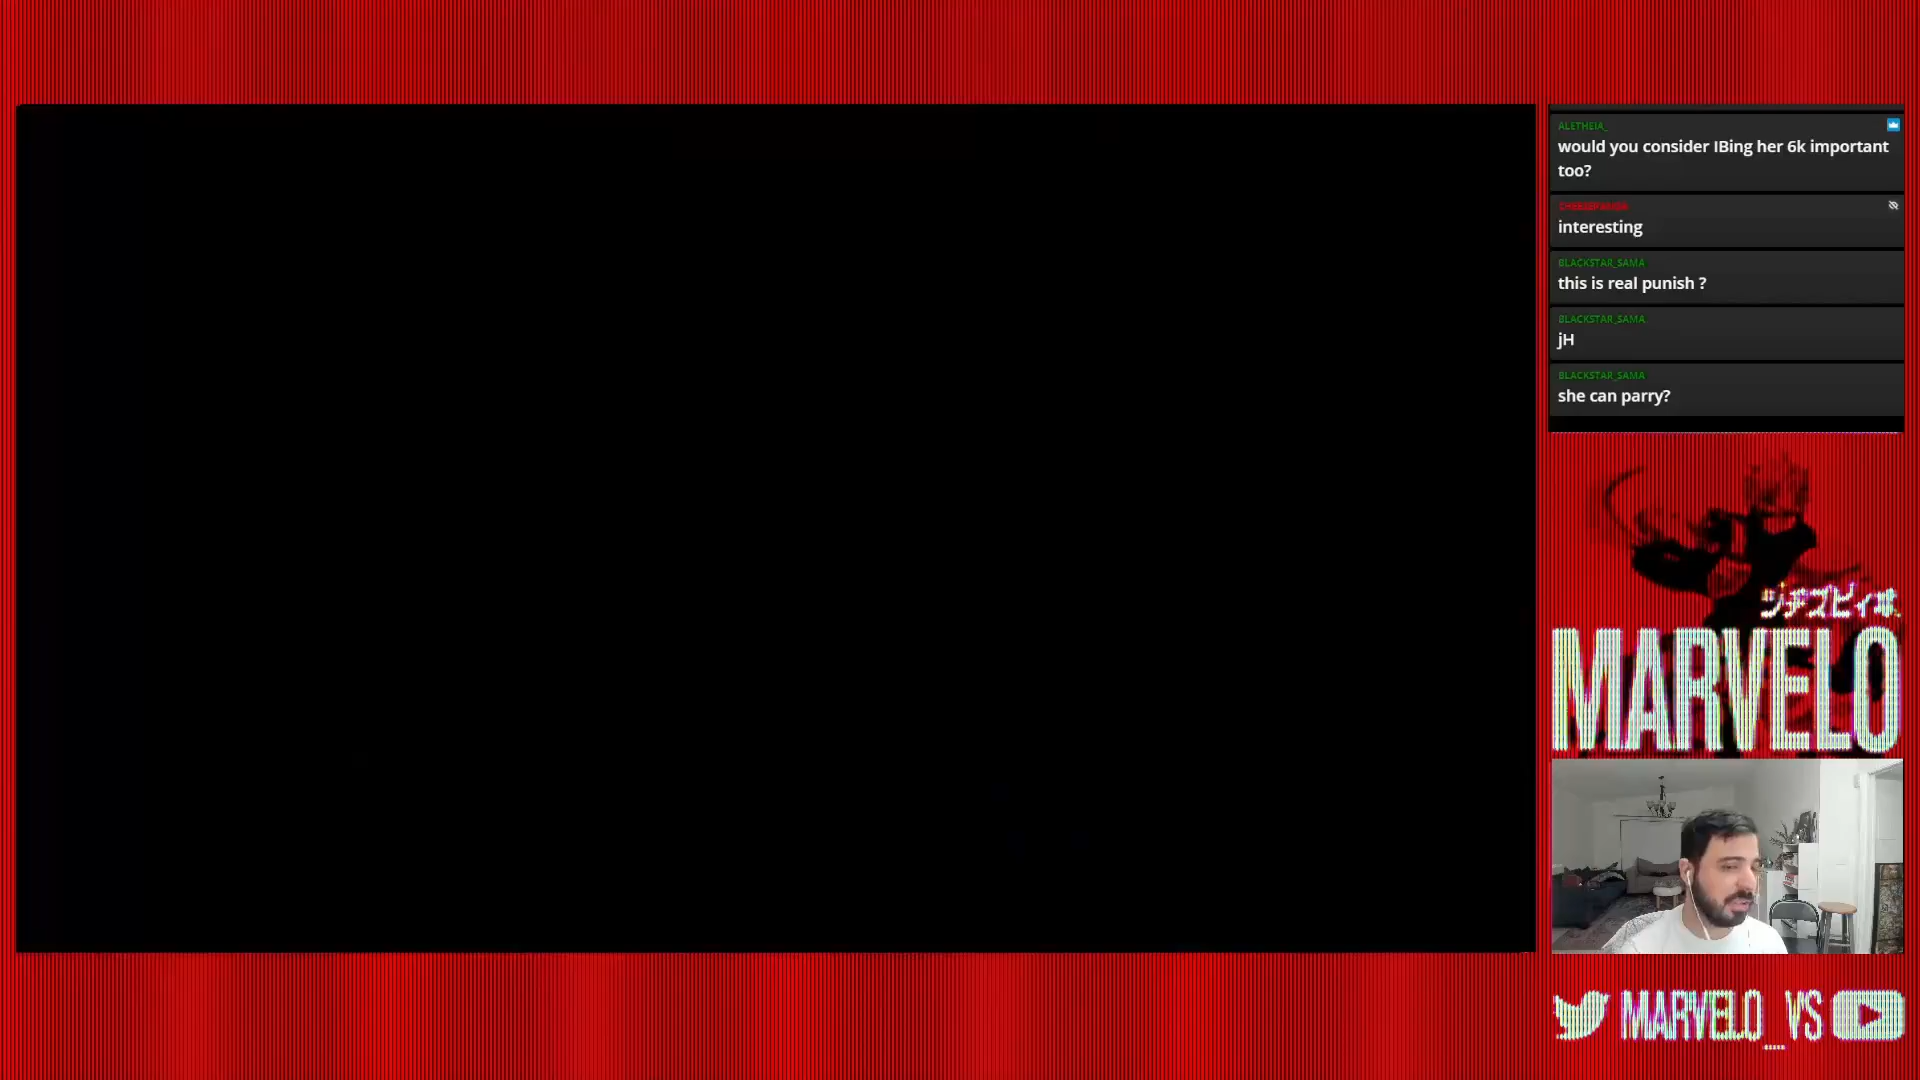 ALETHEIA_
would you consider IBing her 6k important
too?
interesting
BLACKSTAR_SAMA
this is real punish ?
BLACKSTAR_SAMA
jH
BLACKSTAR_SAMA
she can parry?
MARVELO
MARVELO_VS